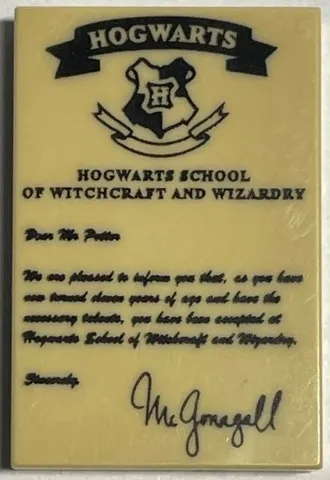 HOGWARTS
H
HOGWARTS SCHOOL
OF WITCHCRAFT AND WIZARDRY
Dear Mr Potter
We are pleased to inform you that, as you have
now turned eleven years of age and have the
necessary talents, you have been accepted at
Hogwarts School of Witchcraft and Wizardry.
Sincerely,
McGonagall